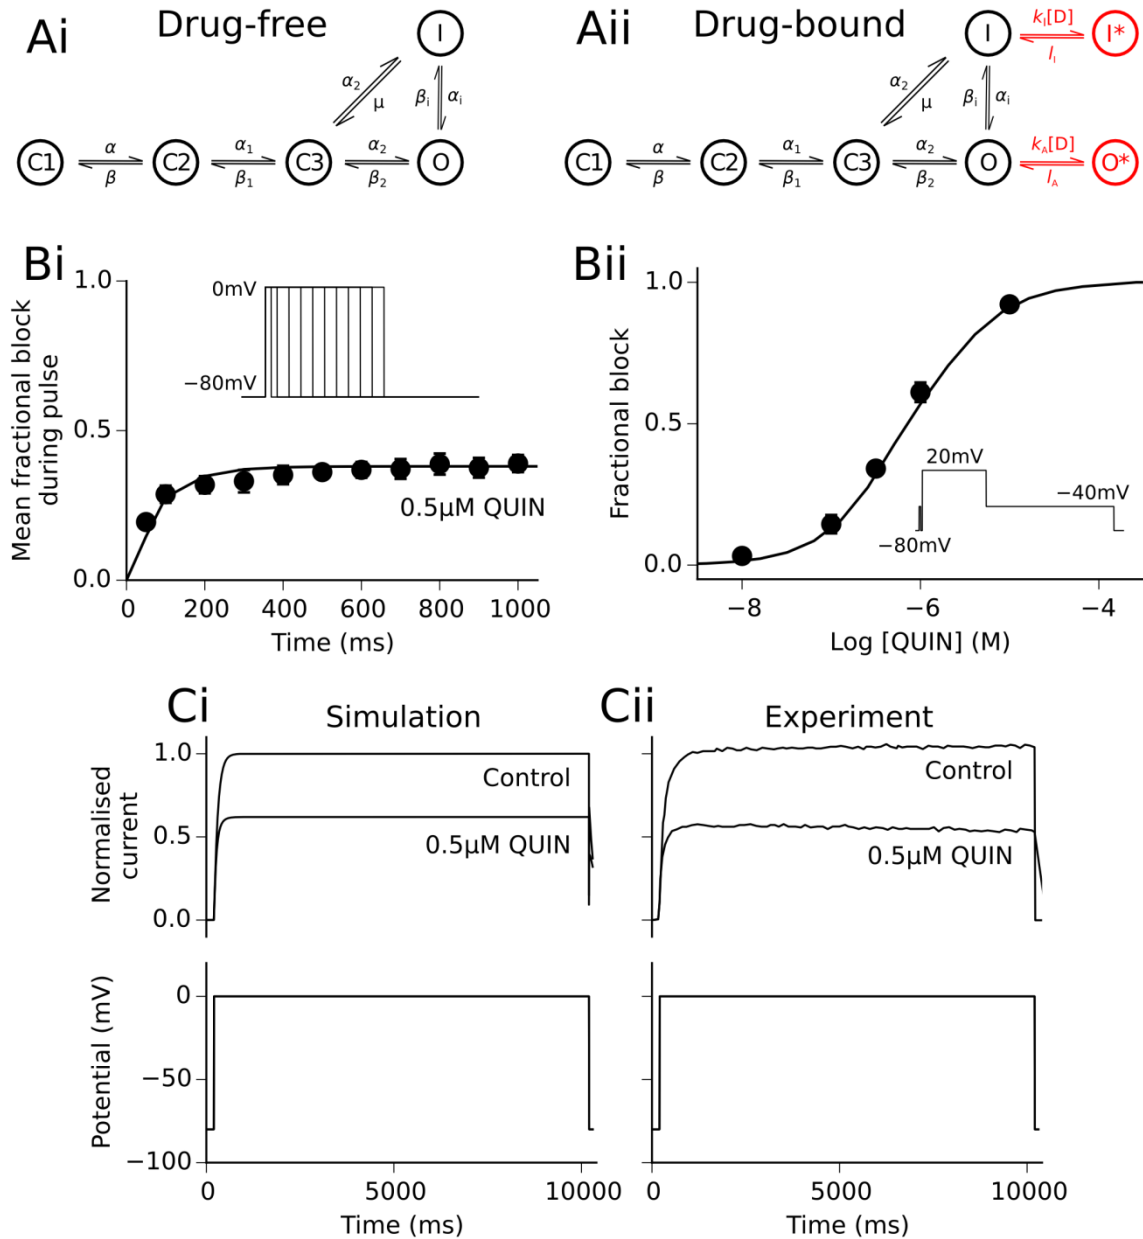 Ai
Drug-free
I
α₂
μ
βᵢ
αᵢ
C1
α
β
C2
α₁
β₁
C3
α₂
β₂
O
Aii
Drug-bound
I
kI[D]
lI
I*
α₂
μ
βᵢ
αᵢ
C1
α
β
C2
α₁
β₁
C3
α₂
β₂
O
kA[D]
lA
O*
Bi
Mean fractional block
during pulse
1.0
0.5
0.0
0mV
−80mV
0.5μM QUIN
0
200
400
600
800
1000
Time (ms)
Bii
Fractional block
1.0
0.5
0.0
20mV
−40mV
−80mV
−8
−6
−4
Log [QUIN] (M)
Ci
Simulation
Normalised
current
1.0
0.5
0.0
Control
0.5μM QUIN
Cii
Experiment
Control
0.5μM QUIN
Potential (mV)
0
−50
−100
0
5000
10000
Time (ms)
0
5000
10000
Time (ms)